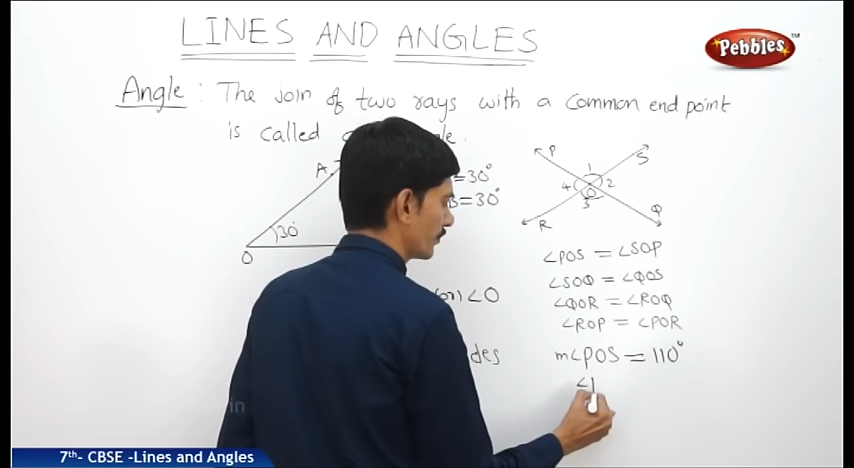 LINES AND ANGLES
Pebbles™
Angle : The join of two rays with a common end point
is called
A
=30°
B=30°
30°
O
P
S
1
4
2
O
3
R
Q
∠POS = ∠SOP
∠SOQ = ∠QOS
∠QOR = ∠ROQ
∠ROP = ∠POR
(or) ∠O
des
m∠POS = 110°
∠1
in
7th- CBSE -Lines and Angles